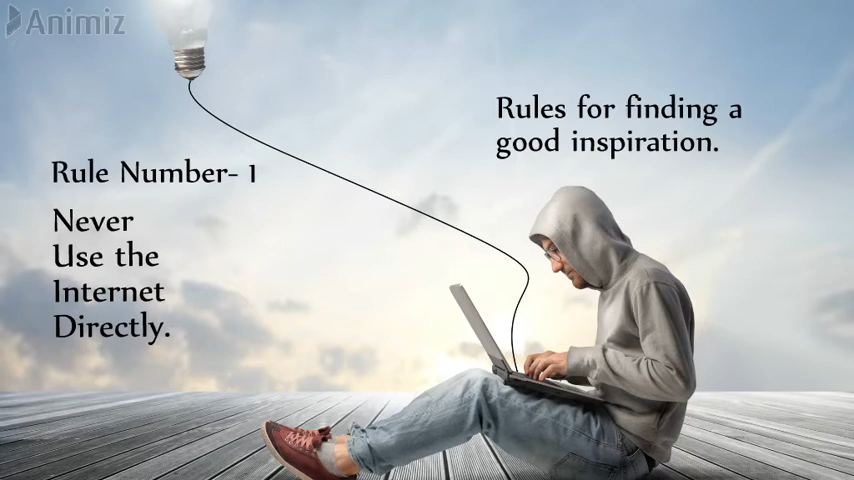 Animiz
Rules for finding a
good inspiration.
Rule Number- 1
Never
Use the
Internet
Directly.